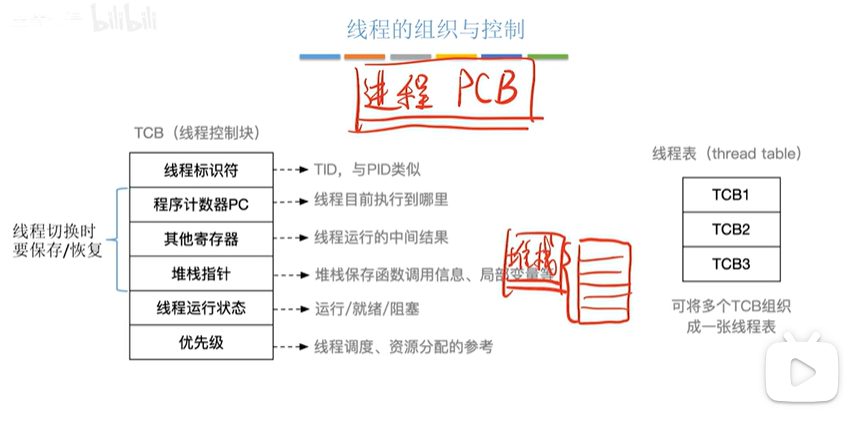 bilibili
线程的组织与控制
进程 PCB
TCB（线程控制块）
线程标识符
TID，与PID类似
程序计数器PC
线程目前执行到哪里
线程切换时
要保存/恢复
其他寄存器
线程运行的中间结果
堆栈指针
堆栈保存函数调用信息、局部变量等
堆栈
线程运行状态
运行/就绪/阻塞
优先级
线程调度、资源分配的参考
线程表（thread table）
TCB1
TCB2
TCB3
可将多个TCB组织
成一张线程表